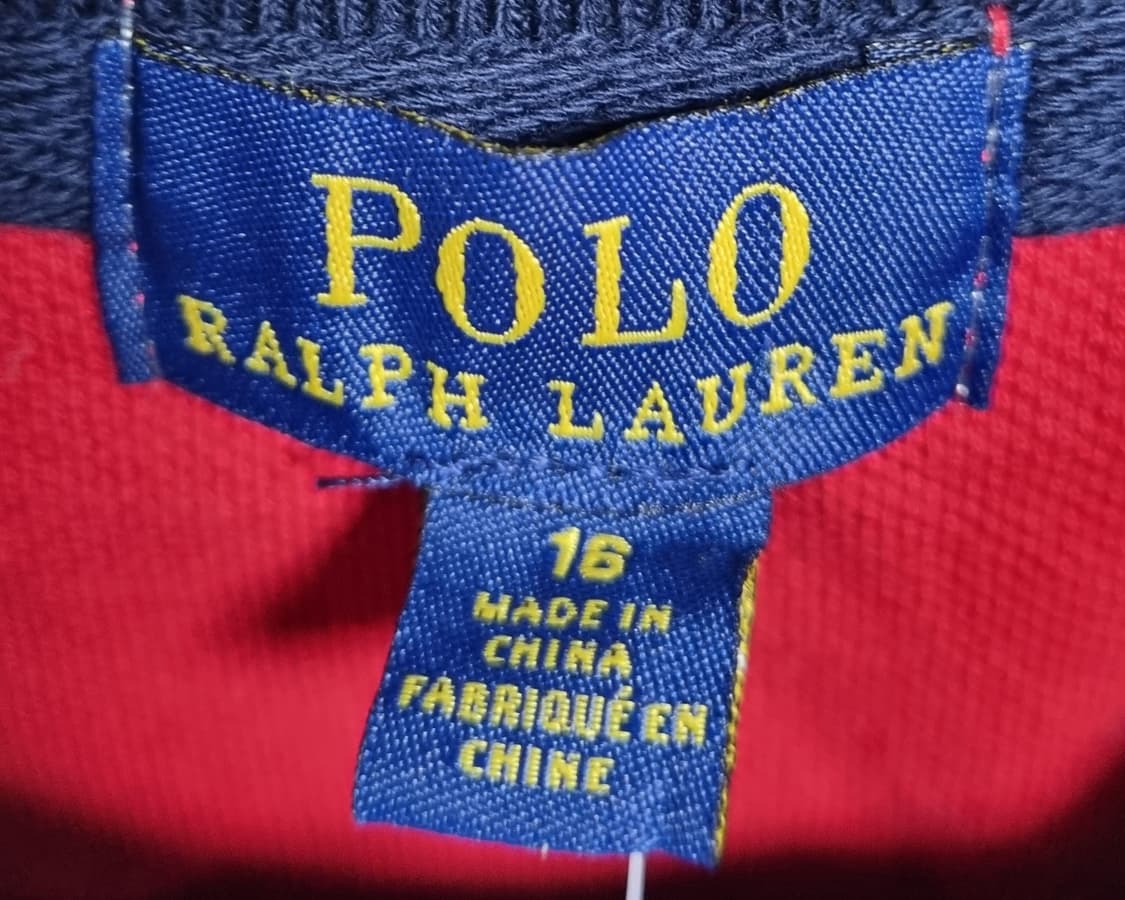 POLO
RALPH LAUREN
16
MADE IN
CHINA
FABRIQUÉ EN
CHINE